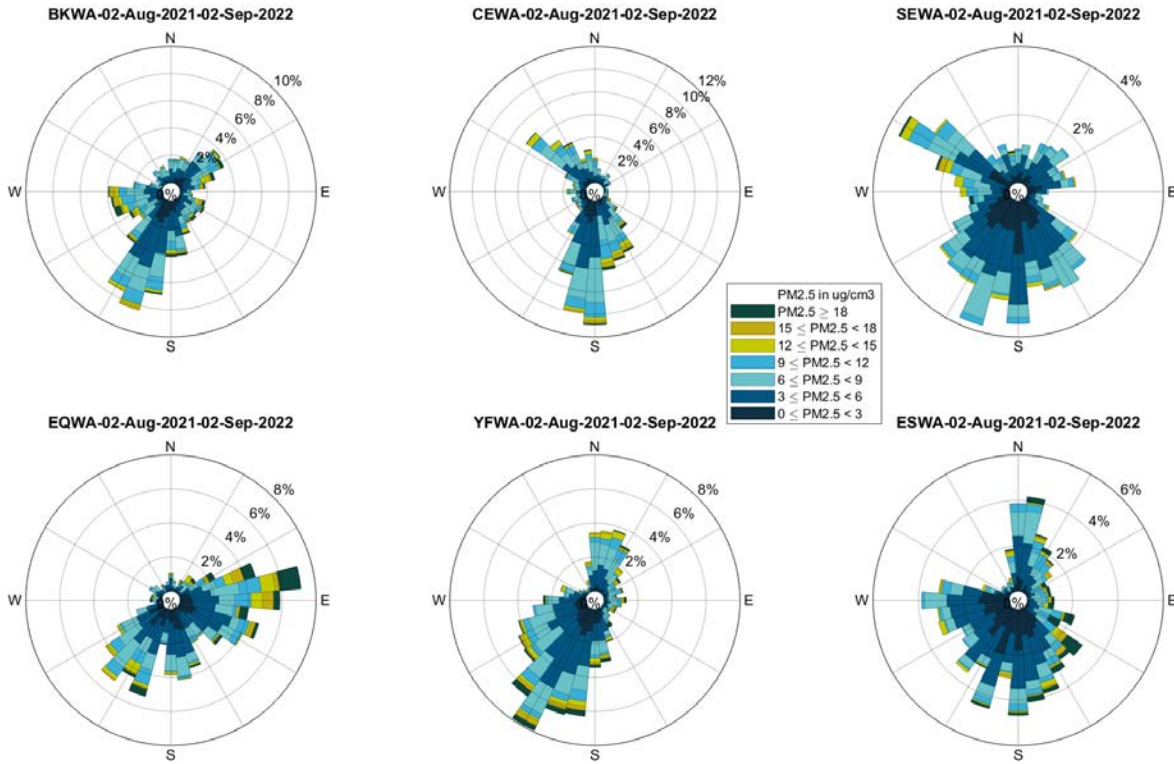 BKWA-02-Aug-2021-02-Sep-2022
CEWA-02-Aug-2021-02-Sep-2022
SEWA-02-Aug-2021-02-Sep-2022
N
10%
8%
6%
4%
2%
W
%
S
N
12%
10%
8%
6%
4%
2%
W
E
0%
S
N
4%
2%
W
E
0%
S
PM2.5 in ug/cm3
PM2.5 ≥ 18
15 ≤ PM2.5 < 18
12 ≤ PM2.5 < 15
9 ≤ PM2.5 < 12
6 ≤ PM2.5 < 9
3 ≤ PM2.5 < 6
0 ≤ PM2.5 < 3
EQWA-02-Aug-2021-02-Sep-2022
YFWA-02-Aug-2021-02-Sep-2022
ESWA-02-Aug-2021-02-Sep-2022
N
8%
6%
4%
2%
W
E
%
S
N
8%
6%
4%
2%
W
E
%
S
N
6%
4%
2%
W
E
%
S